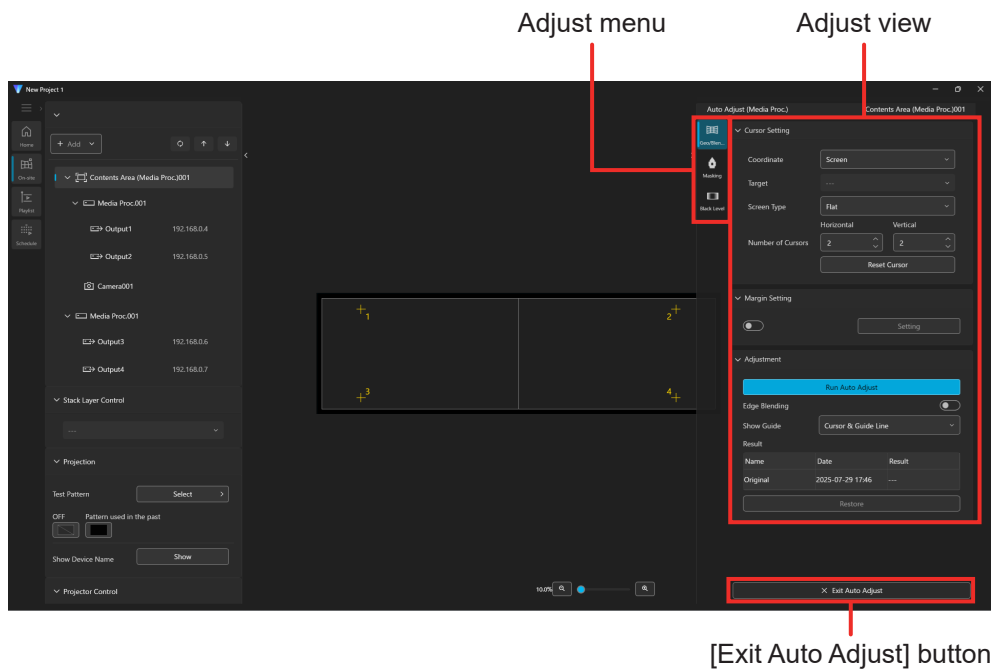 Adjust menu
Adjust view
New Project 1
Auto Adjust (Media Proc.)
Contents Area (Media Proc.)001
Home
On-site
Playlist
Schedule
+ Add
Contents Area (Media Proc.)001
Media Proc.001
Output1 192.168.0.4
Output2 192.168.0.5
Camera001
Media Proc.001
Output3 192.168.0.6
Output4 192.168.0.7
Stack Layer Control
---
Projection
Test Pattern Select
OFF Pattern used in the past
Show Device Name Show
Projector Control
1
2
3
4
10.0%
Geo/Blen...
Masking
Black Level
Cursor Setting
Coordinate Screen
Target ---
Screen Type Flat
Horizontal Vertical
Number of Cursors 2 2
Reset Cursor
Margin Setting
Setting
Adjustment
Run Auto Adjust
Edge Blending
Show Guide Cursor & Guide Line
Result
Name Date Result
Original 2025-07-29 17:46 ---
Restore
Exit Auto Adjust
[Exit Auto Adjust] button